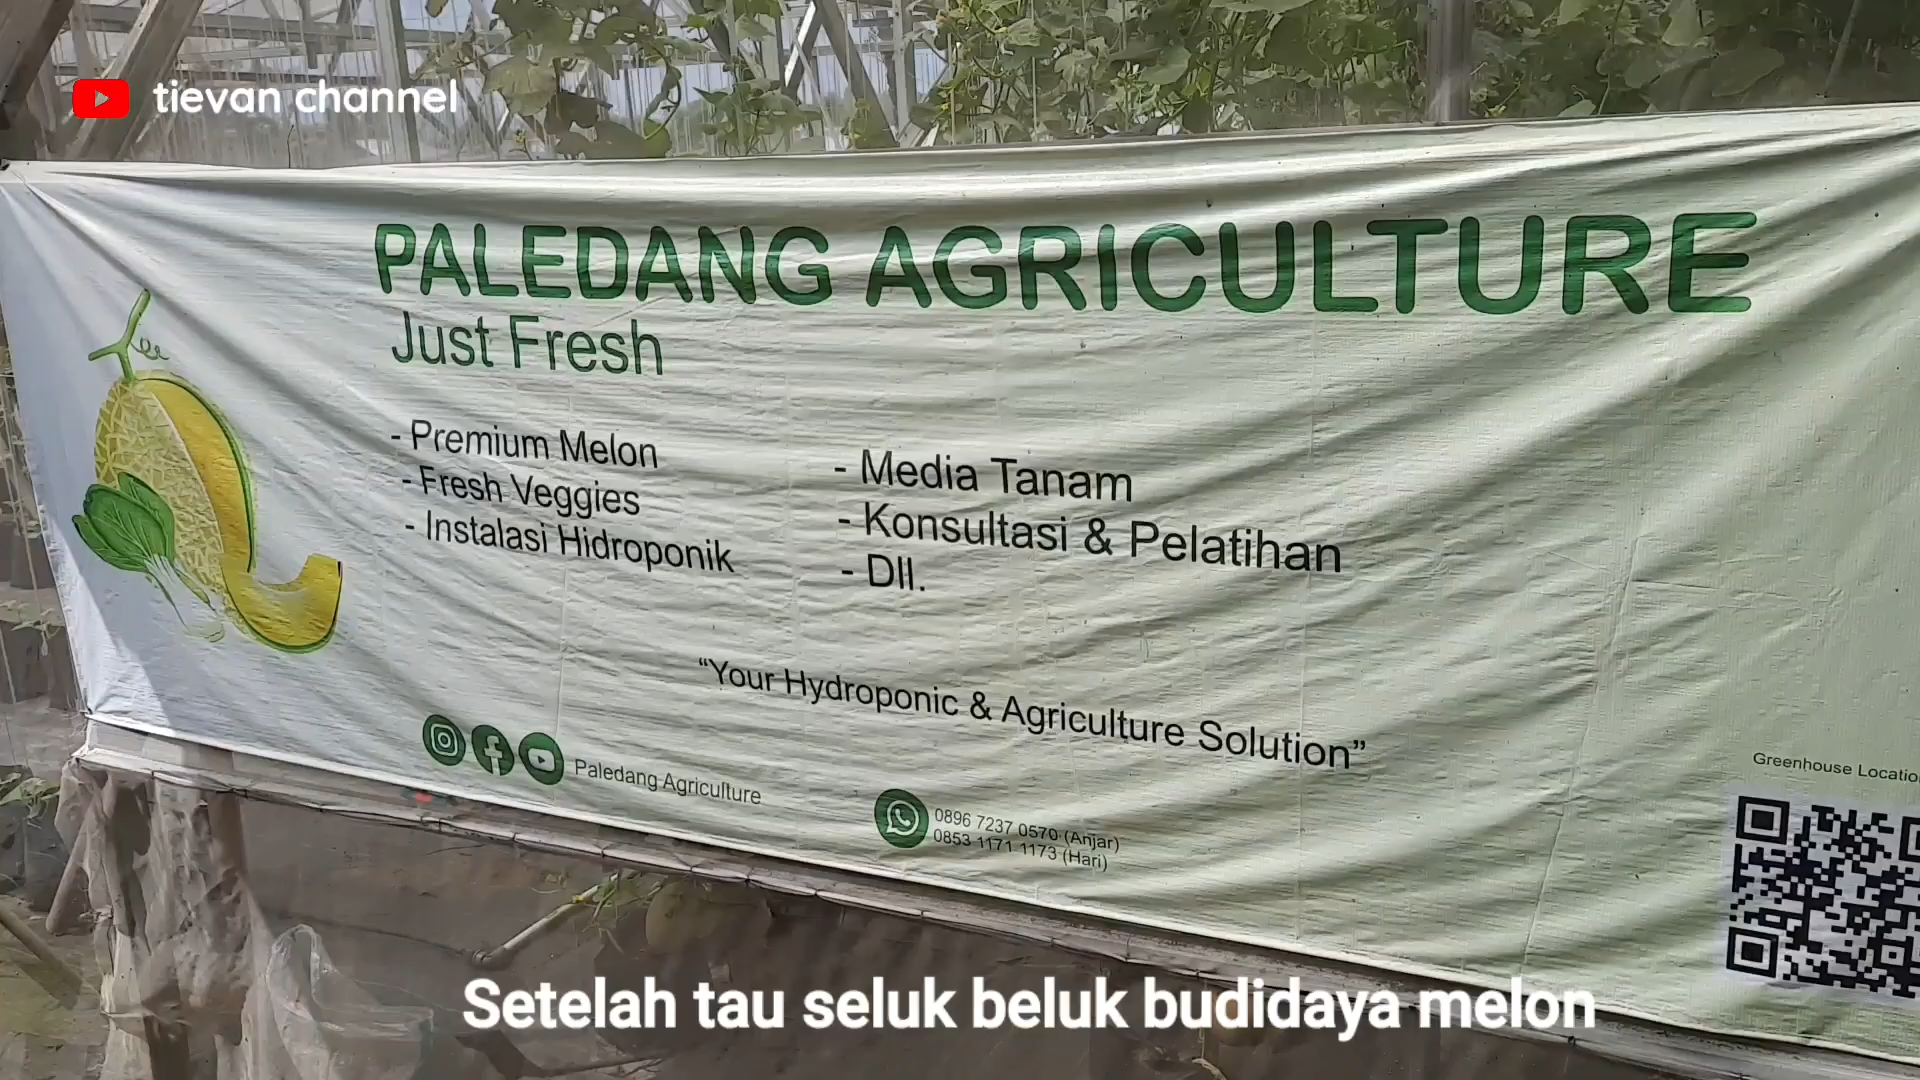 tievan channel
PALEDANG AGRICULTURE
Just Fresh
- Premium Melon
- Fresh Veggies
- Instalasi Hidroponik
- Media Tanam
- Konsultasi & Pelatihan
- Dll.
“Your Hydroponic & Agriculture Solution”
Paledang Agriculture
0896 7237 0570 (Anjar)
0853 1171 1173 (Hari)
Greenhouse Location
Setelah tau seluk beluk budidaya melon